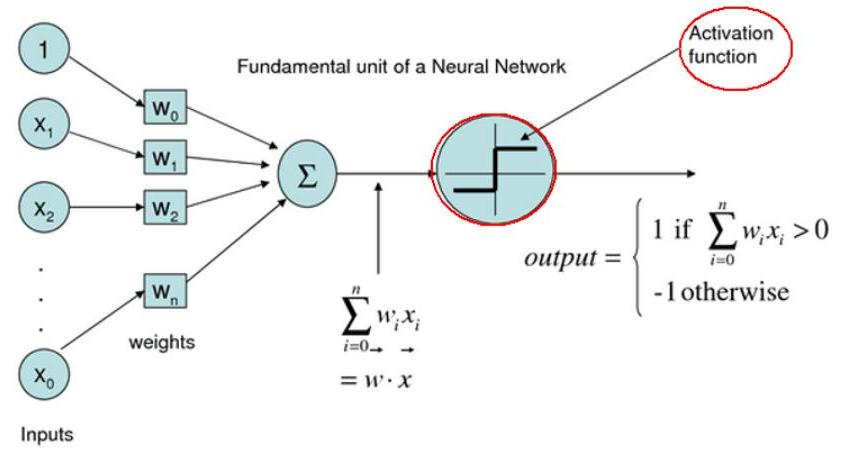 Fundamental unit of a Neural Network
Activation
function
1
X₁
X₂
.
.
.
X₀
Inputs
W₀
W₁
W₂
Wₙ
weights
Σ
n
∑ wᵢxᵢ
i=0
= w · x
output = { 1 if ∑ⁿᵢ₌₀ wᵢxᵢ > 0
-1 otherwise